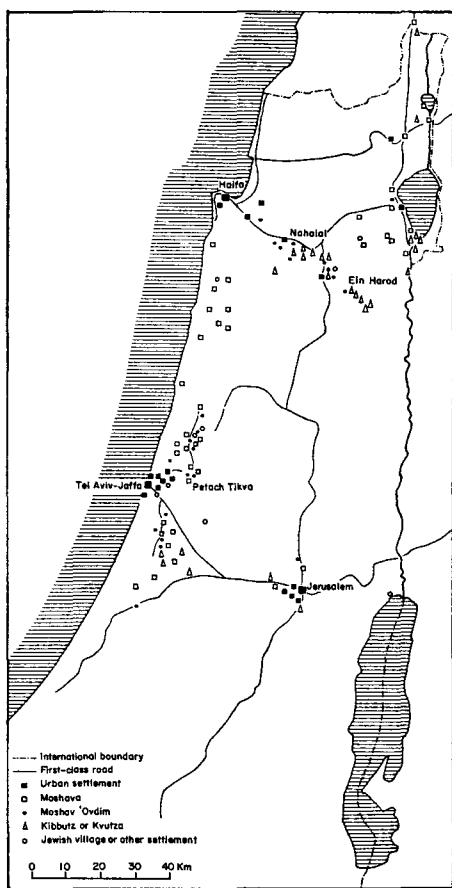 Haifa
Nahalal
Ein Harod
Tel Aviv-Jaffa
Petach Tikva
Jerusalem
International boundary
First-class road
Urban settlement
Moshava
Moshav 'Ovdim
Kibbutz or Kvutza
Jewish village or other settlement
0 10 20 30 40 Km